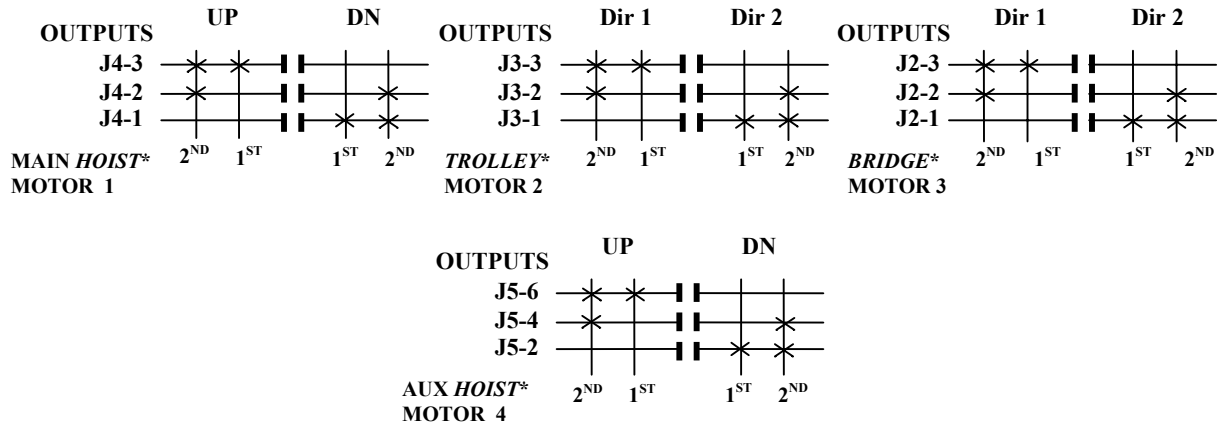 UP DN
OUTPUTS
J4-3
J4-2
J4-1
2ND 1ST 1ST 2ND
MAIN HOIST*
MOTOR 1
Dir 1 Dir 2
OUTPUTS
J3-3
J3-2
J3-1
2ND 1ST 1ST 2ND
TROLLEY*
MOTOR 2
Dir 1 Dir 2
OUTPUTS
J2-3
J2-2
J2-1
2ND 1ST 1ST 2ND
BRIDGE*
MOTOR 3
UP DN
OUTPUTS
J5-6
J5-4
J5-2
2ND 1ST 1ST 2ND
AUX HOIST*
MOTOR 4